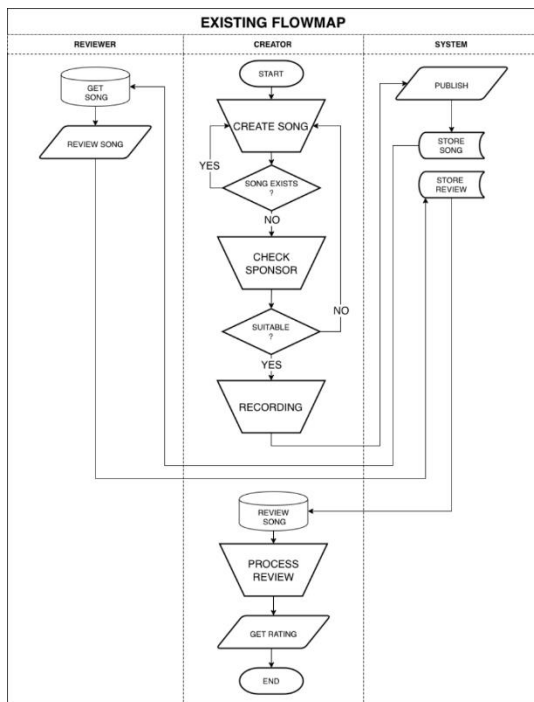 EXISTING FLOWMAP
REVIEWER
CREATOR
SYSTEM
START
GET
SONG
PUBLISH
CREATE SONG
REVIEW SONG
STORE
SONG
YES
SONG EXISTS
?
STORE
REVIEW
NO
CHECK
SPONSOR
NO
SUITABLE
?
YES
RECORDING
REVIEW
SONG
PROCESS
REVIEW
GET RATING
END